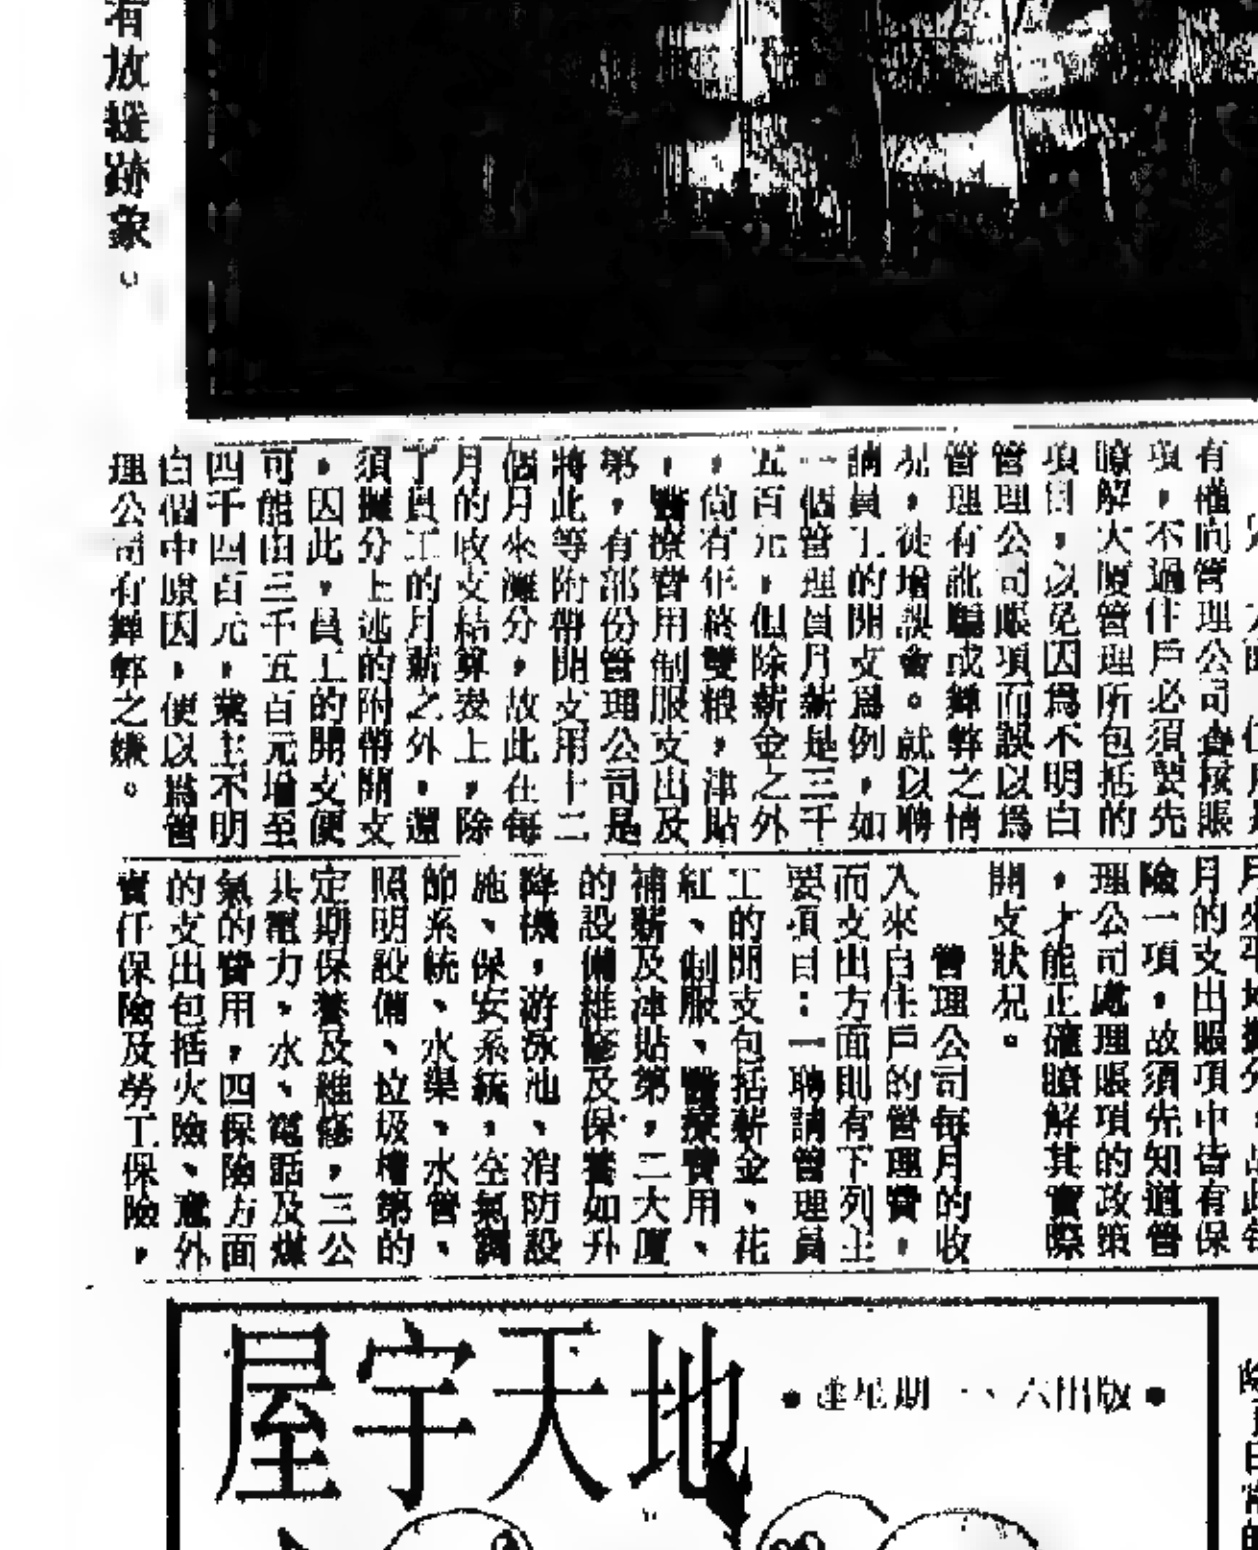 有放緩跡象。
有權向管理公司查核賬
項，不過住戶必須要先
瞭解大廈管理所包括的
項目，以免因爲不明白
管理公司賬項而誤以爲
管理有訛騙或舞弊之情
況，徒增誤會。就以聘
請員工的開支爲例，如
一個管理員月薪是三千
五百元，但除薪金之外
，尚有年終雙粮，津貼
，醫療費用制服支出及
第，有部份管理公司是
將此等附帶開支用十二
個月來攤分，故此在每
月的收支結算表上，除
了員工的月薪之外，還
須攤分上述的附帶開支
，因此，員工的開支便
可能由三千五百元增至
四千四百元，業主不明
白個中原因，便以爲管
理公司有舞弊之嫌。
月的支出賬項中皆有保
險一項，故須先知道管
理公司處理賬項的政策
，才能正確瞭解其實際
開支狀況。
管理公司每月的收
入來自住戶的管理費，
而支出方面則有下列主
要項目：一聘請管理員
工的開支包括薪金、花
紅、制服、醫療費用、
補薪及津貼第，二大廈
的設備維修及保養如升
降機，游泳池、消防設
施、保安系統，空氣調
節系統、水渠、水管、
照明設備、垃圾槽第的
定期保養及維修，三公
共電力、水、電話及煤
氣的費用，四保險方面
的支出包括火險、意外
責任保險及勞工保險，
屋宇天地
●逢星期一、六出版●